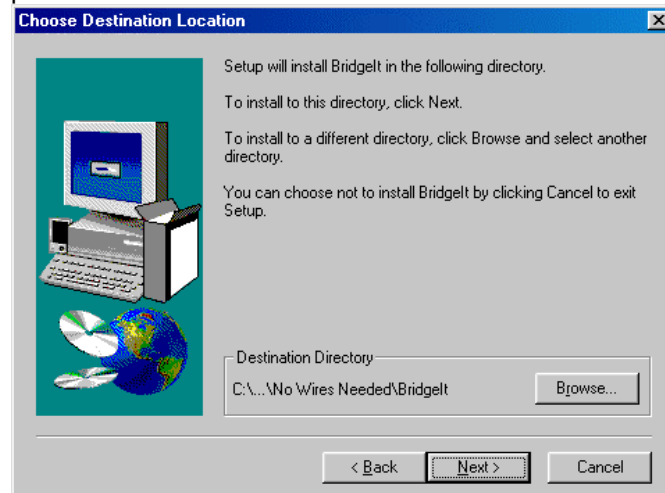 Choose Destination Location
Setup will install BridgeIt in the following directory.
To install to this directory, click Next.
To install to a different directory, click Browse and select another
directory.
You can choose not to install BridgeIt by clicking Cancel to exit
Setup.
Destination Directory
C:\...\No Wires Needed\BridgeIt
Browse...
< Back
Next >
Cancel